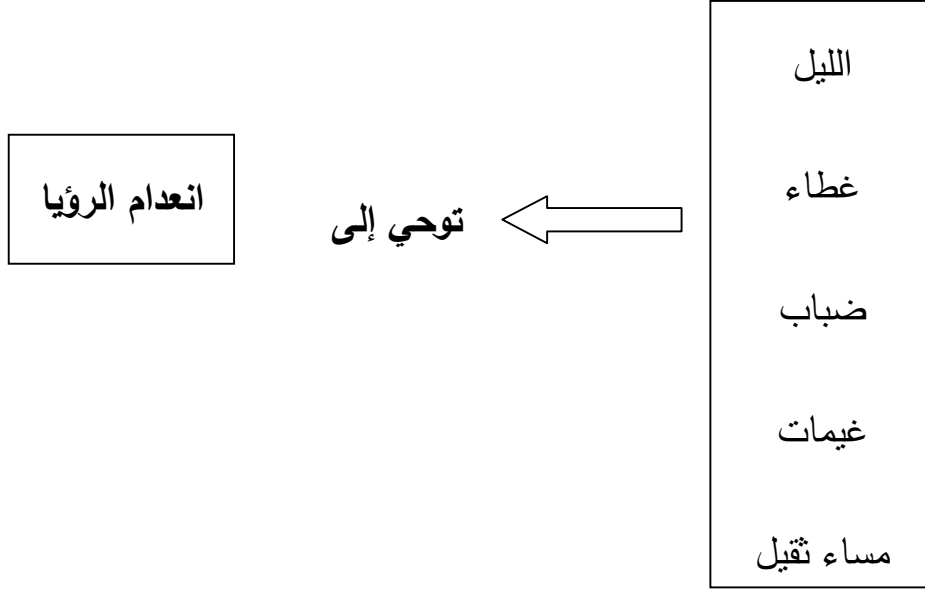 الليل
غطاء
ضباب
غيمات
مساء ثقيل
توحي إلى
انعدام الرؤيا